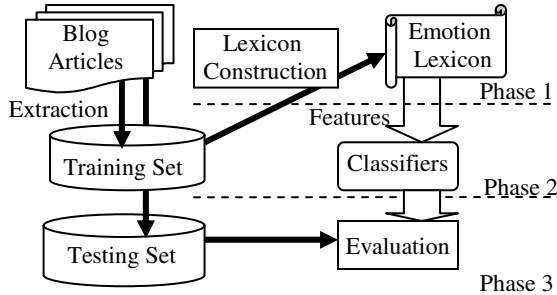 Blog
Articles
Lexicon
Construction
Emotion
Lexicon
Extraction
Phase 1
Features
Training Set
Classifiers
Phase 2
Testing Set
Evaluation
Phase 3